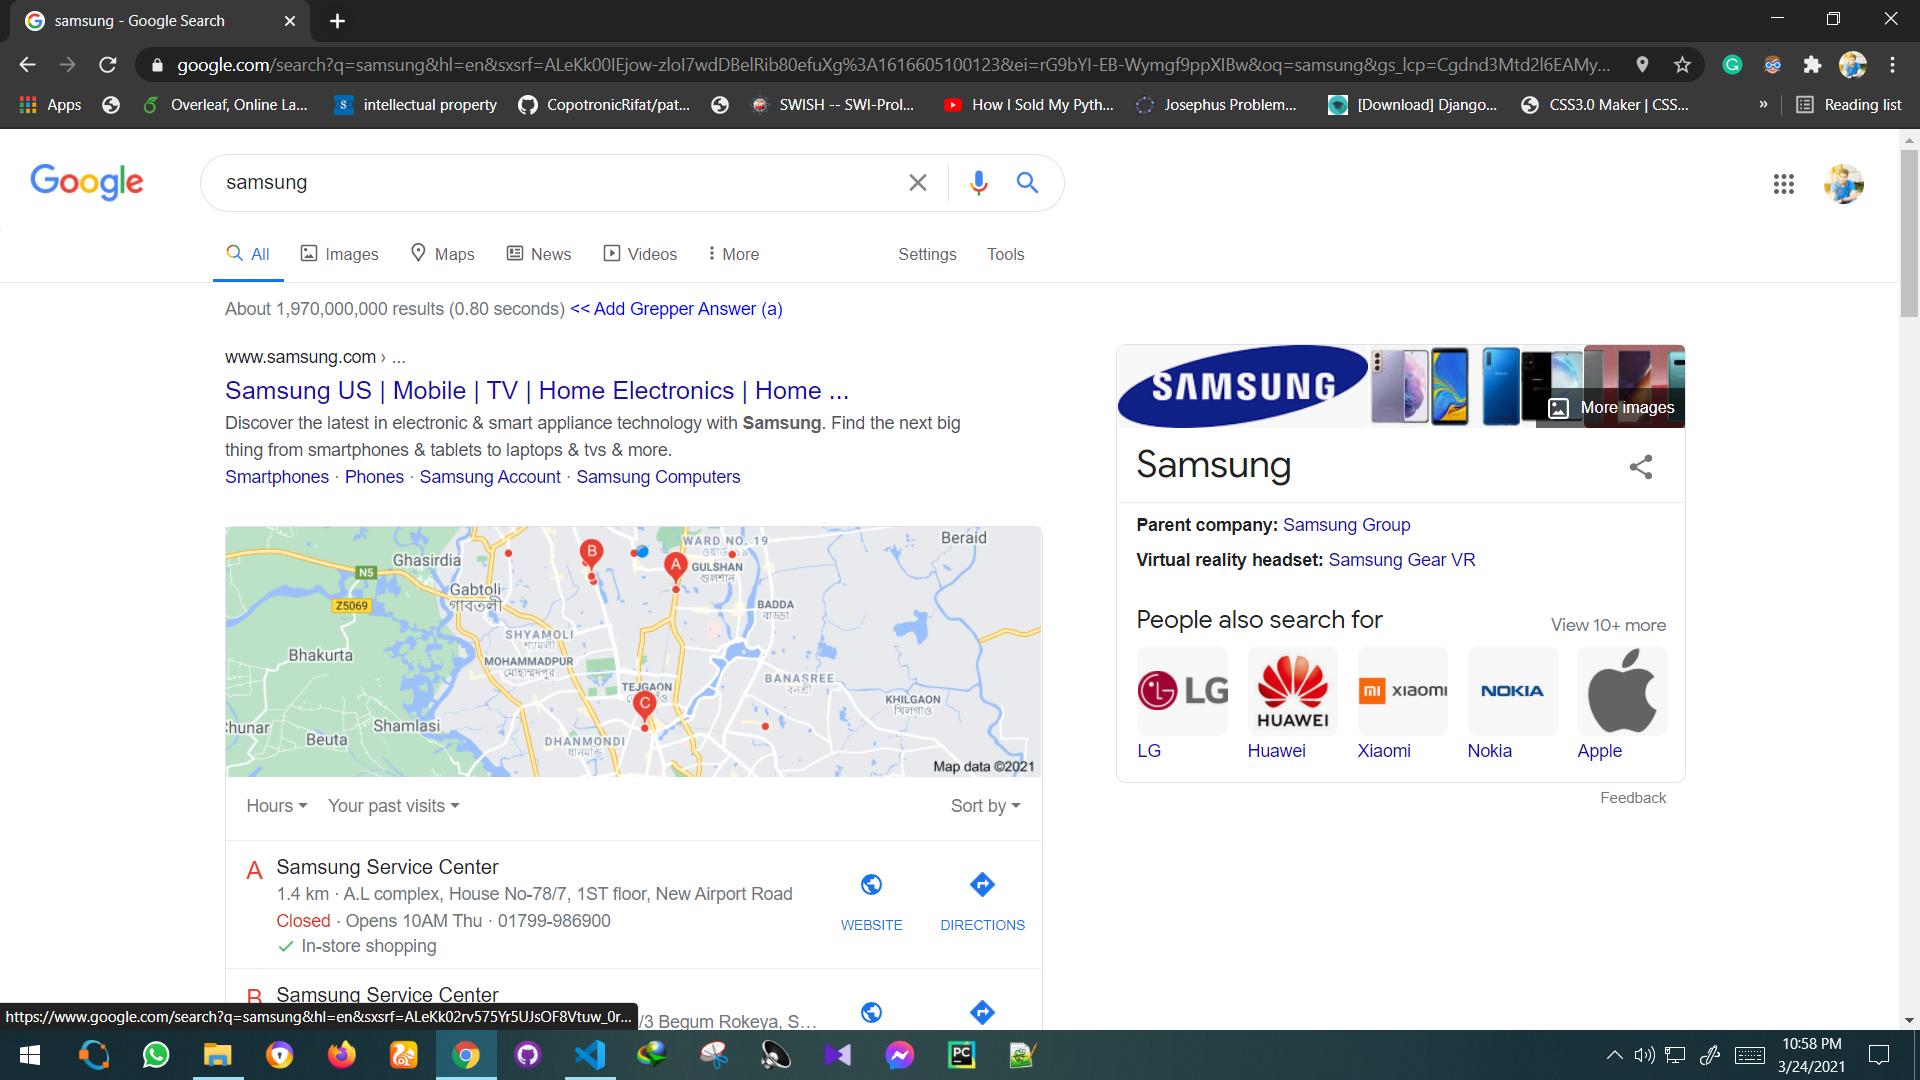 samsung - Google Search
google.com/search?q=samsung&hl=en&sxsrf=ALeKk00IEjow-zloI7wdDBelRib80efuXg%3A1616605100123&ei=rG9bYI-EB-Wymgf9ppXIBw&oq=samsung&gs_lcp=Cgdnd3Mtd2l6EAMy...
Apps
Overleaf, Online La...
intellectual property
CopotronicRifat/pat...
SWISH -- SWI-Prol...
How I Sold My Pyth...
Josephus Problem...
[Download] Django...
CSS3.0 Maker | CSS...
»
Reading list
Google
samsung
All
Images
Maps
News
Videos
More
Settings
Tools
About 1,970,000,000 results (0.80 seconds) << Add Grepper Answer (a)
www.samsung.com › ...
Samsung US | Mobile | TV | Home Electronics | Home ...
Discover the latest in electronic & smart appliance technology with Samsung. Find the next big
thing from smartphones & tablets to laptops & tvs & more.
Smartphones · Phones · Samsung Account · Samsung Computers
WARD NO. 19
ওয়ার্ড নং ১৯
Beraid
Ghasirdia
B
A
GULSHAN
গুলশান
N5
Gabtoli
গাবতলী
Z5069
BADDA
বাড্ডা
SHYAMOLI
শ্যামলী
Bhakurta
MOHAMMADPUR
মোহাম্মদপুর
BANASREE
বনশ্রী
TEJGAON
C
KHILGAON
খিলগাঁও
Shamlasi
hunar
Beuta
DHANMONDI
ধানমন্ডি
Map data ©2021
Hours
Your past visits
Sort by
A
Samsung Service Center
1.4 km · A.L complex, House No-78/7, 1ST floor, New Airport Road
Closed · Opens 10AM Thu · 01799-986900
In-store shopping
WEBSITE
DIRECTIONS
B
Samsung Service Center
/3 Begum Rokeya, S...
SAMSUNG
More images
Samsung
Parent company: Samsung Group
Virtual reality headset: Samsung Gear VR
People also search for
View 10+ more
LG
HUAWEI
mi xiaomi
NOKIA
LG
Huawei
Xiaomi
Nokia
Apple
Feedback
https://www.google.com/search?q=samsung&hl=en&sxsrf=ALeKk02rv575Yr5UJsOF8Vtuw_0r...
PC
10:58 PM
3/24/2021